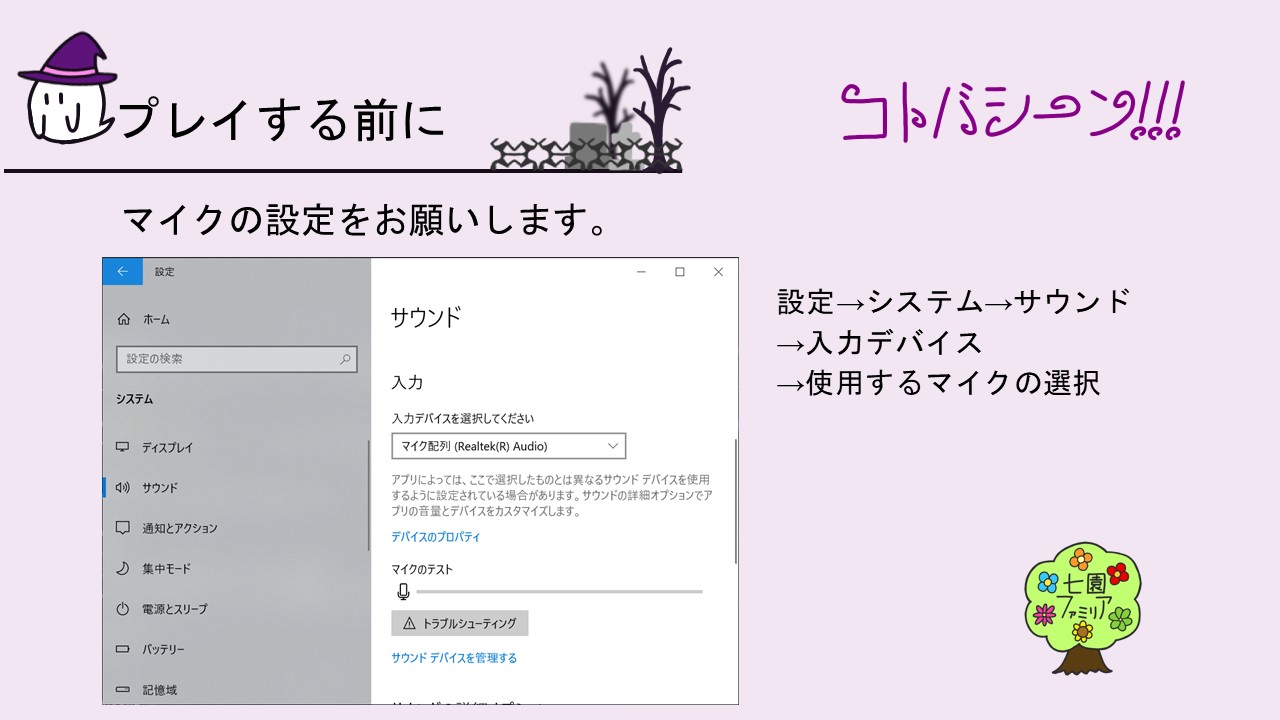 プレイする前に
コトバシーン!!!
マイクの設定をお願いします。
設定
ホーム
設定の検索
システム
ディスプレイ
サウンド
通知とアクション
集中モード
電源とスリープ
バッテリー
記憶域
サウンド
入力
入力デバイスを選択してください
マイク配列 (Realtek(R) Audio)
アプリによっては、ここで選択したものとは異なるサウンド デバイスを使用
するように設定されている場合があります。サウンドの詳細オプションでア
プリの音量とデバイスをカスタマイズします。
デバイスのプロパティ
マイクのテスト
トラブルシューティング
サウンド デバイスを管理する
設定→システム→サウンド
→入力デバイス
→使用するマイクの選択
七園
ファミリア